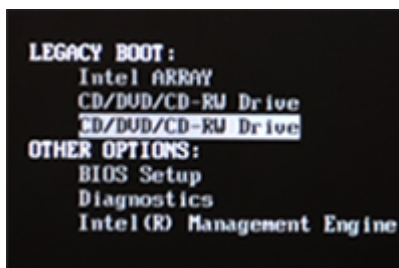 LEGACY BOOT:
Intel ARRAY
CD/DVD/CD-RW Drive
CD/DVD/CD-RW Drive
OTHER OPTIONS:
BIOS Setup
Diagnostics
Intel(R) Management Engine